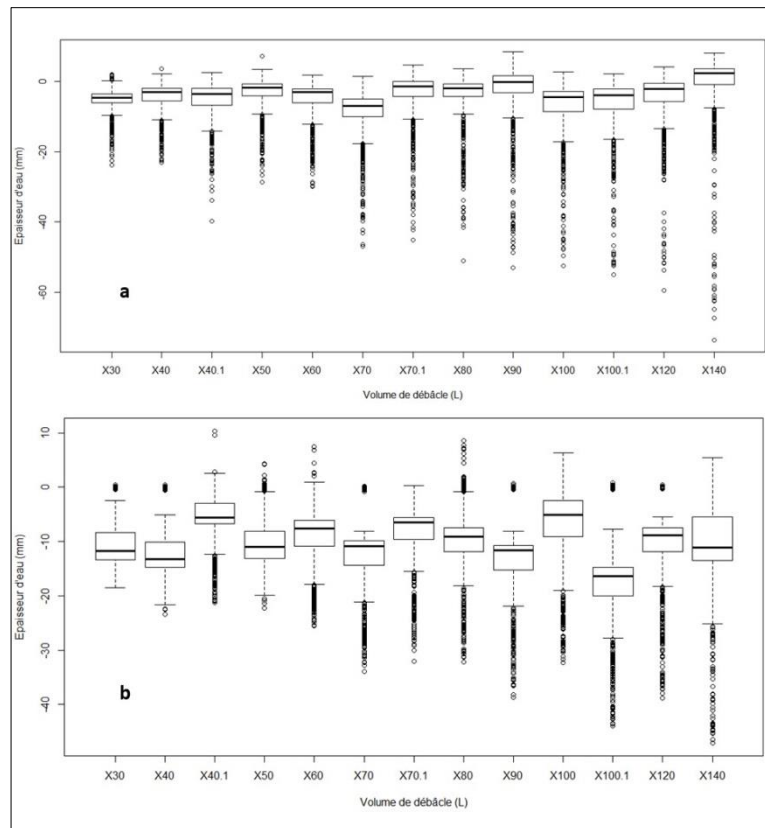 Epaisseur d'eau (mm)
0
-20
-40
-60
a
X30 X40 X40.1 X50 X60 X70 X70.1 X80 X90 X100 X100.1 X120 X140
Volume de débâcle (L)
Epaisseur d'eau (mm)
10
0
-10
-20
-30
-40
b
X30 X40 X40.1 X50 X60 X70 X70.1 X80 X90 X100 X100.1 X120 X140
Volume de débâcle (L)